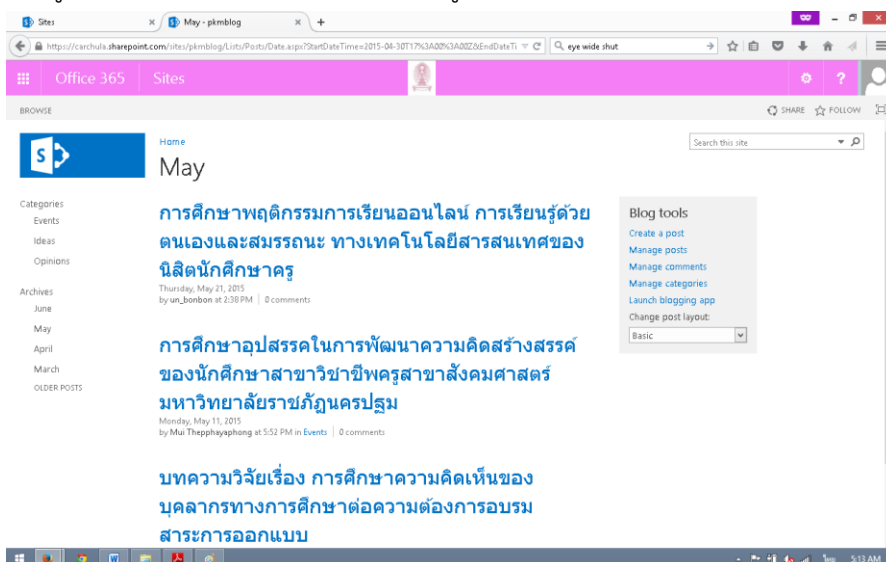 Sites
May - pkmblog
https://carchula.sharepoint.com/sites/pkmblog/Lists/Posts/Date.aspx?StartDateTime=2015-04-30T17%3A00%3A00Z&EndDateTi
eye wide shut
Office 365
Sites
?
BROWSE
SHARE
FOLLOW
S
Home
Search this site
May
Categories
Events
Ideas
Opinions
Archives
June
May
April
March
OLDER POSTS
การศึกษาพฤติกรรมการเรียนออนไลน์ การเรียนรู้ด้วย
ตนเองและสมรรถนะ ทางเทคโนโลยีสารสนเทศของ
นิสิตนักศึกษาครู
Thursday, May 21, 2015
by un_bonbon at 2:38 PM | 0 comments
การศึกษาอุปสรรคในการพัฒนาความคิดสร้างสรรค์
ของนักศึกษาสาขาวิชาชีพครูสาขาสังคมศาสตร์
มหาวิทยาลัยราชภัฏนครปฐม
Monday, May 11, 2015
by Mui Thepphayaphong at 5:52 PM in Events | 0 comments
บทความวิจัยเรื่อง การศึกษาความคิดเห็นของ
บุคลากรทางการศึกษาต่อความต้องการอบรม
สาระการออกแบบ
Blog tools
Create a post
Manage posts
Manage comments
Manage categories
Launch blogging app
Change post layout:
Basic
5:13 AM